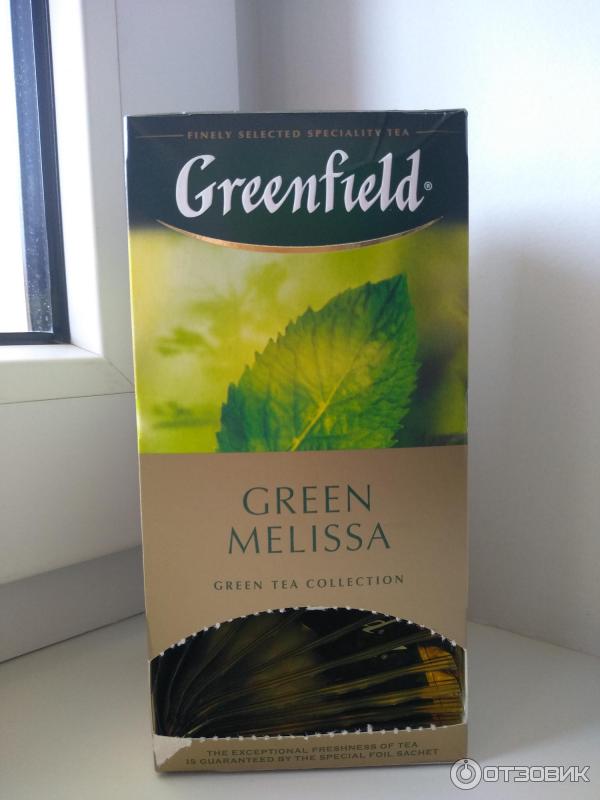 FINELY SELECTED SPECIALITY TEA
Greenfield®
GREEN
MELISSA
GREEN TEA COLLECTION
THE EXCEPTIONAL FRESHNESS OF TEA
IS GUARANTEED BY THE SPECIAL FOIL SACHET
ОТЗОВИК